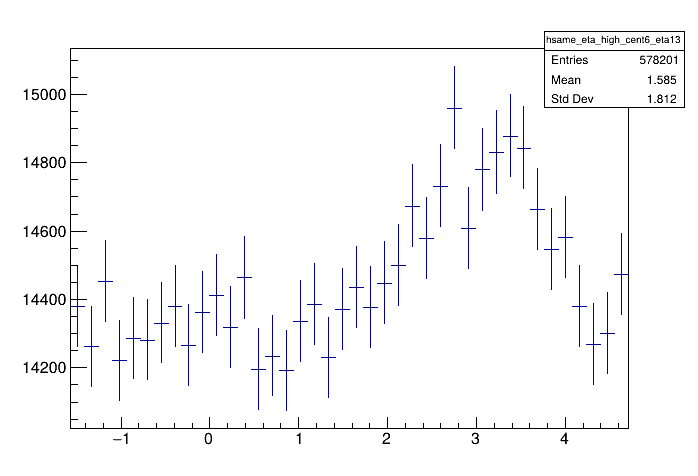 hsame_eta_high_cent6_eta13
Entries 578201
Mean 1.585
Std Dev 1.812
15000
14800
14600
14400
14200
−1 0 1 2 3 4